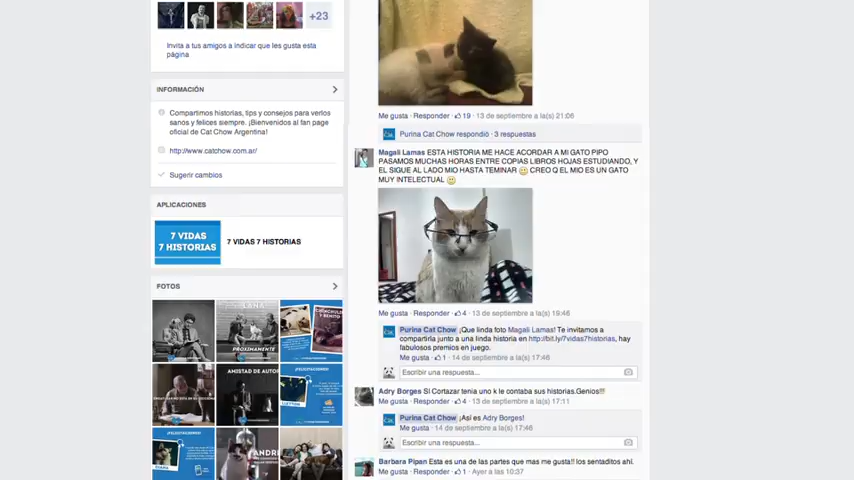 +23
Invita a tus amigos a indicar que les gusta esta
página
INFORMACIÓN
Compartimos historias, tips y consejos para verlos
sanos y felices siempre. ¡Bienvenidos al fan page
oficial de Cat Chow Argentina!
http://www.catchow.com.ar/
Sugerir cambios
APLICACIONES
7 VIDAS
7 HISTORIAS
7 VIDAS 7 HISTORIAS
FOTOS
LANA
PRÓXIMAMENTE
AMISTAD DE AUTOR
Me gusta · Responder · 19 · 13 de septiembre a la(s) 21:06
Purina Cat Chow respondió · 3 respuestas
Magali Lamas ESTA HISTORIA ME HACE ACORDAR A MI GATO PIPO
PASAMOS MUCHAS HORAS ENTRE COPIAS LIBROS HOJAS ESTUDIANDO, Y
EL SIGUE AL LADO MIO HASTA TEMINAR CREO Q EL MIO ES UN GATO
MUY INTELECTUAL
Me gusta · Responder · 4 · 13 de septiembre a la(s) 19:46
Purina Cat Chow ¡Que linda foto Magali Lamas! Te invitamos a
compartirla junto a una linda historia en http://bit.ly/7vidas7historias, hay
fabulosos premios en juego.
Me gusta · 1 · 14 de septiembre a la(s) 17:46
Escribir una respuesta...
Adry Borges SI Cortazar tenia uno k le contaba sus historias.Genios!!!
Me gusta · Responder · 4 · 13 de septiembre a la(s) 17:11
Purina Cat Chow ¡Así es Adry Borges!
Me gusta · 14 de septiembre a la(s) 17:46
Escribir una respuesta...
Barbara Pipan Esta es una de las partes que mas me gusta!! los sentaditos ahí.
Me gusta · Responder · 1 · Ayer a las 10:37